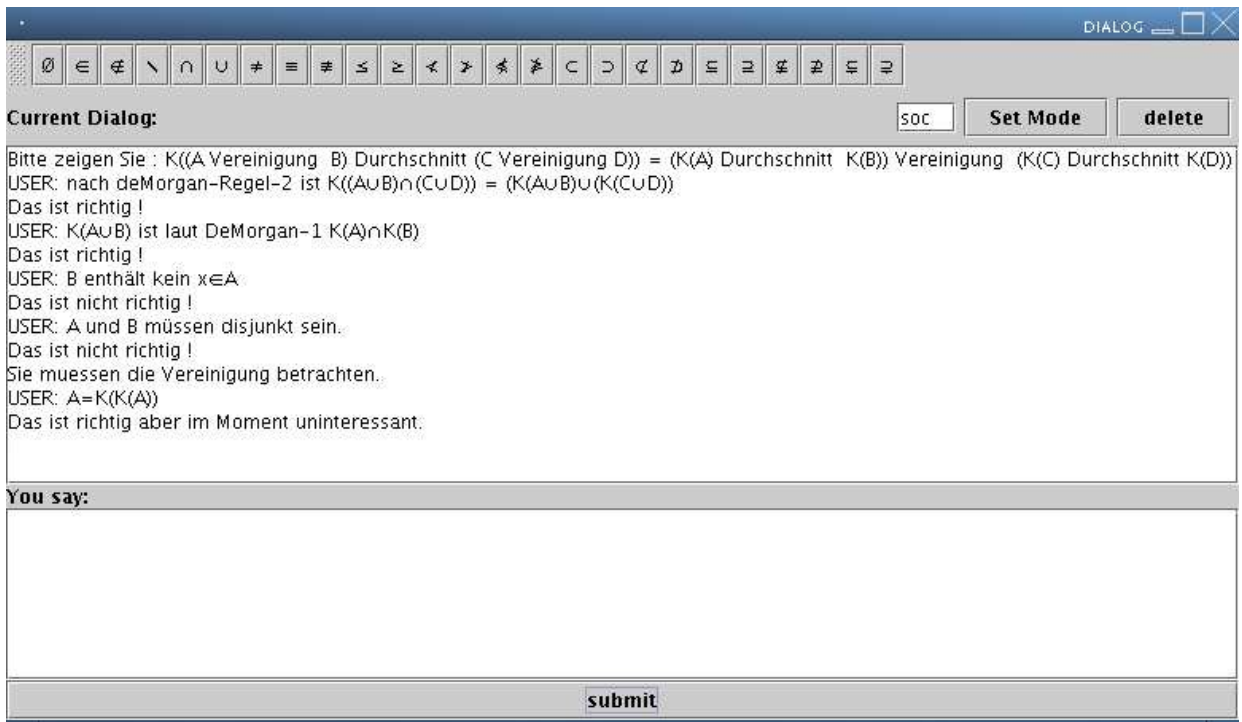 DIALOG
∅ ∈ ∉ \ ∩ ∪ ≠ ≡ ≢ ≤ ≥ ≮ ≯ ≰ ≱ ⊂ ⊃ ⊄ ⊅ ⊆ ⊇ ⊈ ⊉ ⊊ ⊋
Current Dialog: soc Set Mode delete
Bitte zeigen Sie : K((A Vereinigung B) Durchschnitt (C Vereinigung D)) = (K(A) Durchschnitt K(B)) Vereinigung (K(C) Durchschnitt K(D))
USER: nach deMorgan-Regel-2 ist K((A∪B)∩(C∪D)) = (K(A∪B)∪(K(C∪D))
Das ist richtig !
USER: K(A∪B) ist laut DeMorgan-1 K(A)∩K(B)
Das ist richtig !
USER: B enthält kein x∈A
Das ist nicht richtig !
USER: A und B müssen disjunkt sein.
Das ist nicht richtig !
Sie muessen die Vereinigung betrachten.
USER: A=K(K(A))
Das ist richtig aber im Moment uninteressant.
You say:
submit